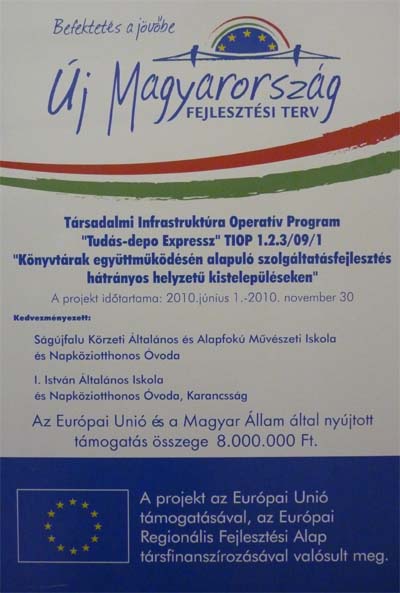 Befektetés a jövőbe
Új Magyarország
FEJLESZTÉSI TERV
Társadalmi Infrastruktúra Operatív Program
"Tudás-depo Expressz" TIOP 1.2.3/09/1
"Könyvtárak együttműködésén alapuló szolgáltatásfejlesztés
hátrányos helyzetű kistelepüléseken"
A projekt időtartama: 2010.június 1.-2010. november 30
Kedvezményezett:
Ságújfalu Körzeti Általános és Alapfokú Művészeti Iskola
és Napköziotthonos Óvoda
I. István Általános Iskola
és Napköziotthonos Óvoda, Karancsság
Az Európai Unió és a Magyar Állam által nyújtott
támogatás összege 8.000.000 Ft.
A projekt az Európai Unió
támogatásával, az Európai
Regionális Fejlesztési Alap
társfinanszírozásával valósult meg.